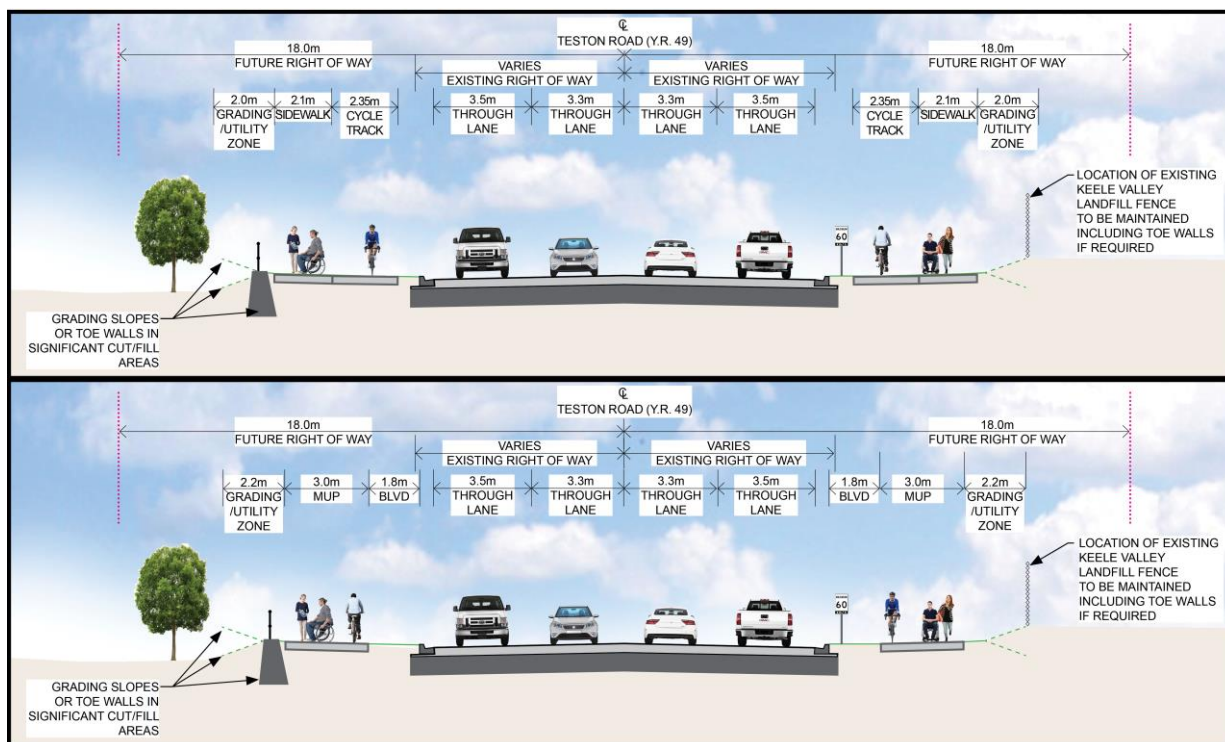 ℄
TESTON ROAD (Y.R. 49)
18.0m
FUTURE RIGHT OF WAY
18.0m
FUTURE RIGHT OF WAY
VARIES
EXISTING RIGHT OF WAY
VARIES
EXISTING RIGHT OF WAY
2.0m
GRADING
/UTILITY
ZONE
2.1m
SIDEWALK
2.35m
CYCLE
TRACK
3.5m
THROUGH
LANE
3.3m
THROUGH
LANE
3.3m
THROUGH
LANE
3.5m
THROUGH
LANE
2.35m
CYCLE
TRACK
2.1m
SIDEWALK
2.0m
GRADING
/UTILITY
ZONE
LOCATION OF EXISTING
KEELE VALLEY
LANDFILL FENCE
TO BE MAINTAINED
INCLUDING TOE WALLS
IF REQUIRED
60
GRADING SLOPES
OR TOE WALLS IN
SIGNIFICANT CUT/FILL
AREAS
℄
TESTON ROAD (Y.R. 49)
18.0m
FUTURE RIGHT OF WAY
18.0m
FUTURE RIGHT OF WAY
VARIES
EXISTING RIGHT OF WAY
VARIES
EXISTING RIGHT OF WAY
2.2m
GRADING
/UTILITY
ZONE
3.0m
MUP
1.8m
BLVD
3.5m
THROUGH
LANE
3.3m
THROUGH
LANE
3.3m
THROUGH
LANE
3.5m
THROUGH
LANE
1.8m
BLVD
3.0m
MUP
2.2m
GRADING
/UTILITY
ZONE
LOCATION OF EXISTING
KEELE VALLEY
LANDFILL FENCE
TO BE MAINTAINED
INCLUDING TOE WALLS
IF REQUIRED
60
GRADING SLOPES
OR TOE WALLS IN
SIGNIFICANT CUT/FILL
AREAS